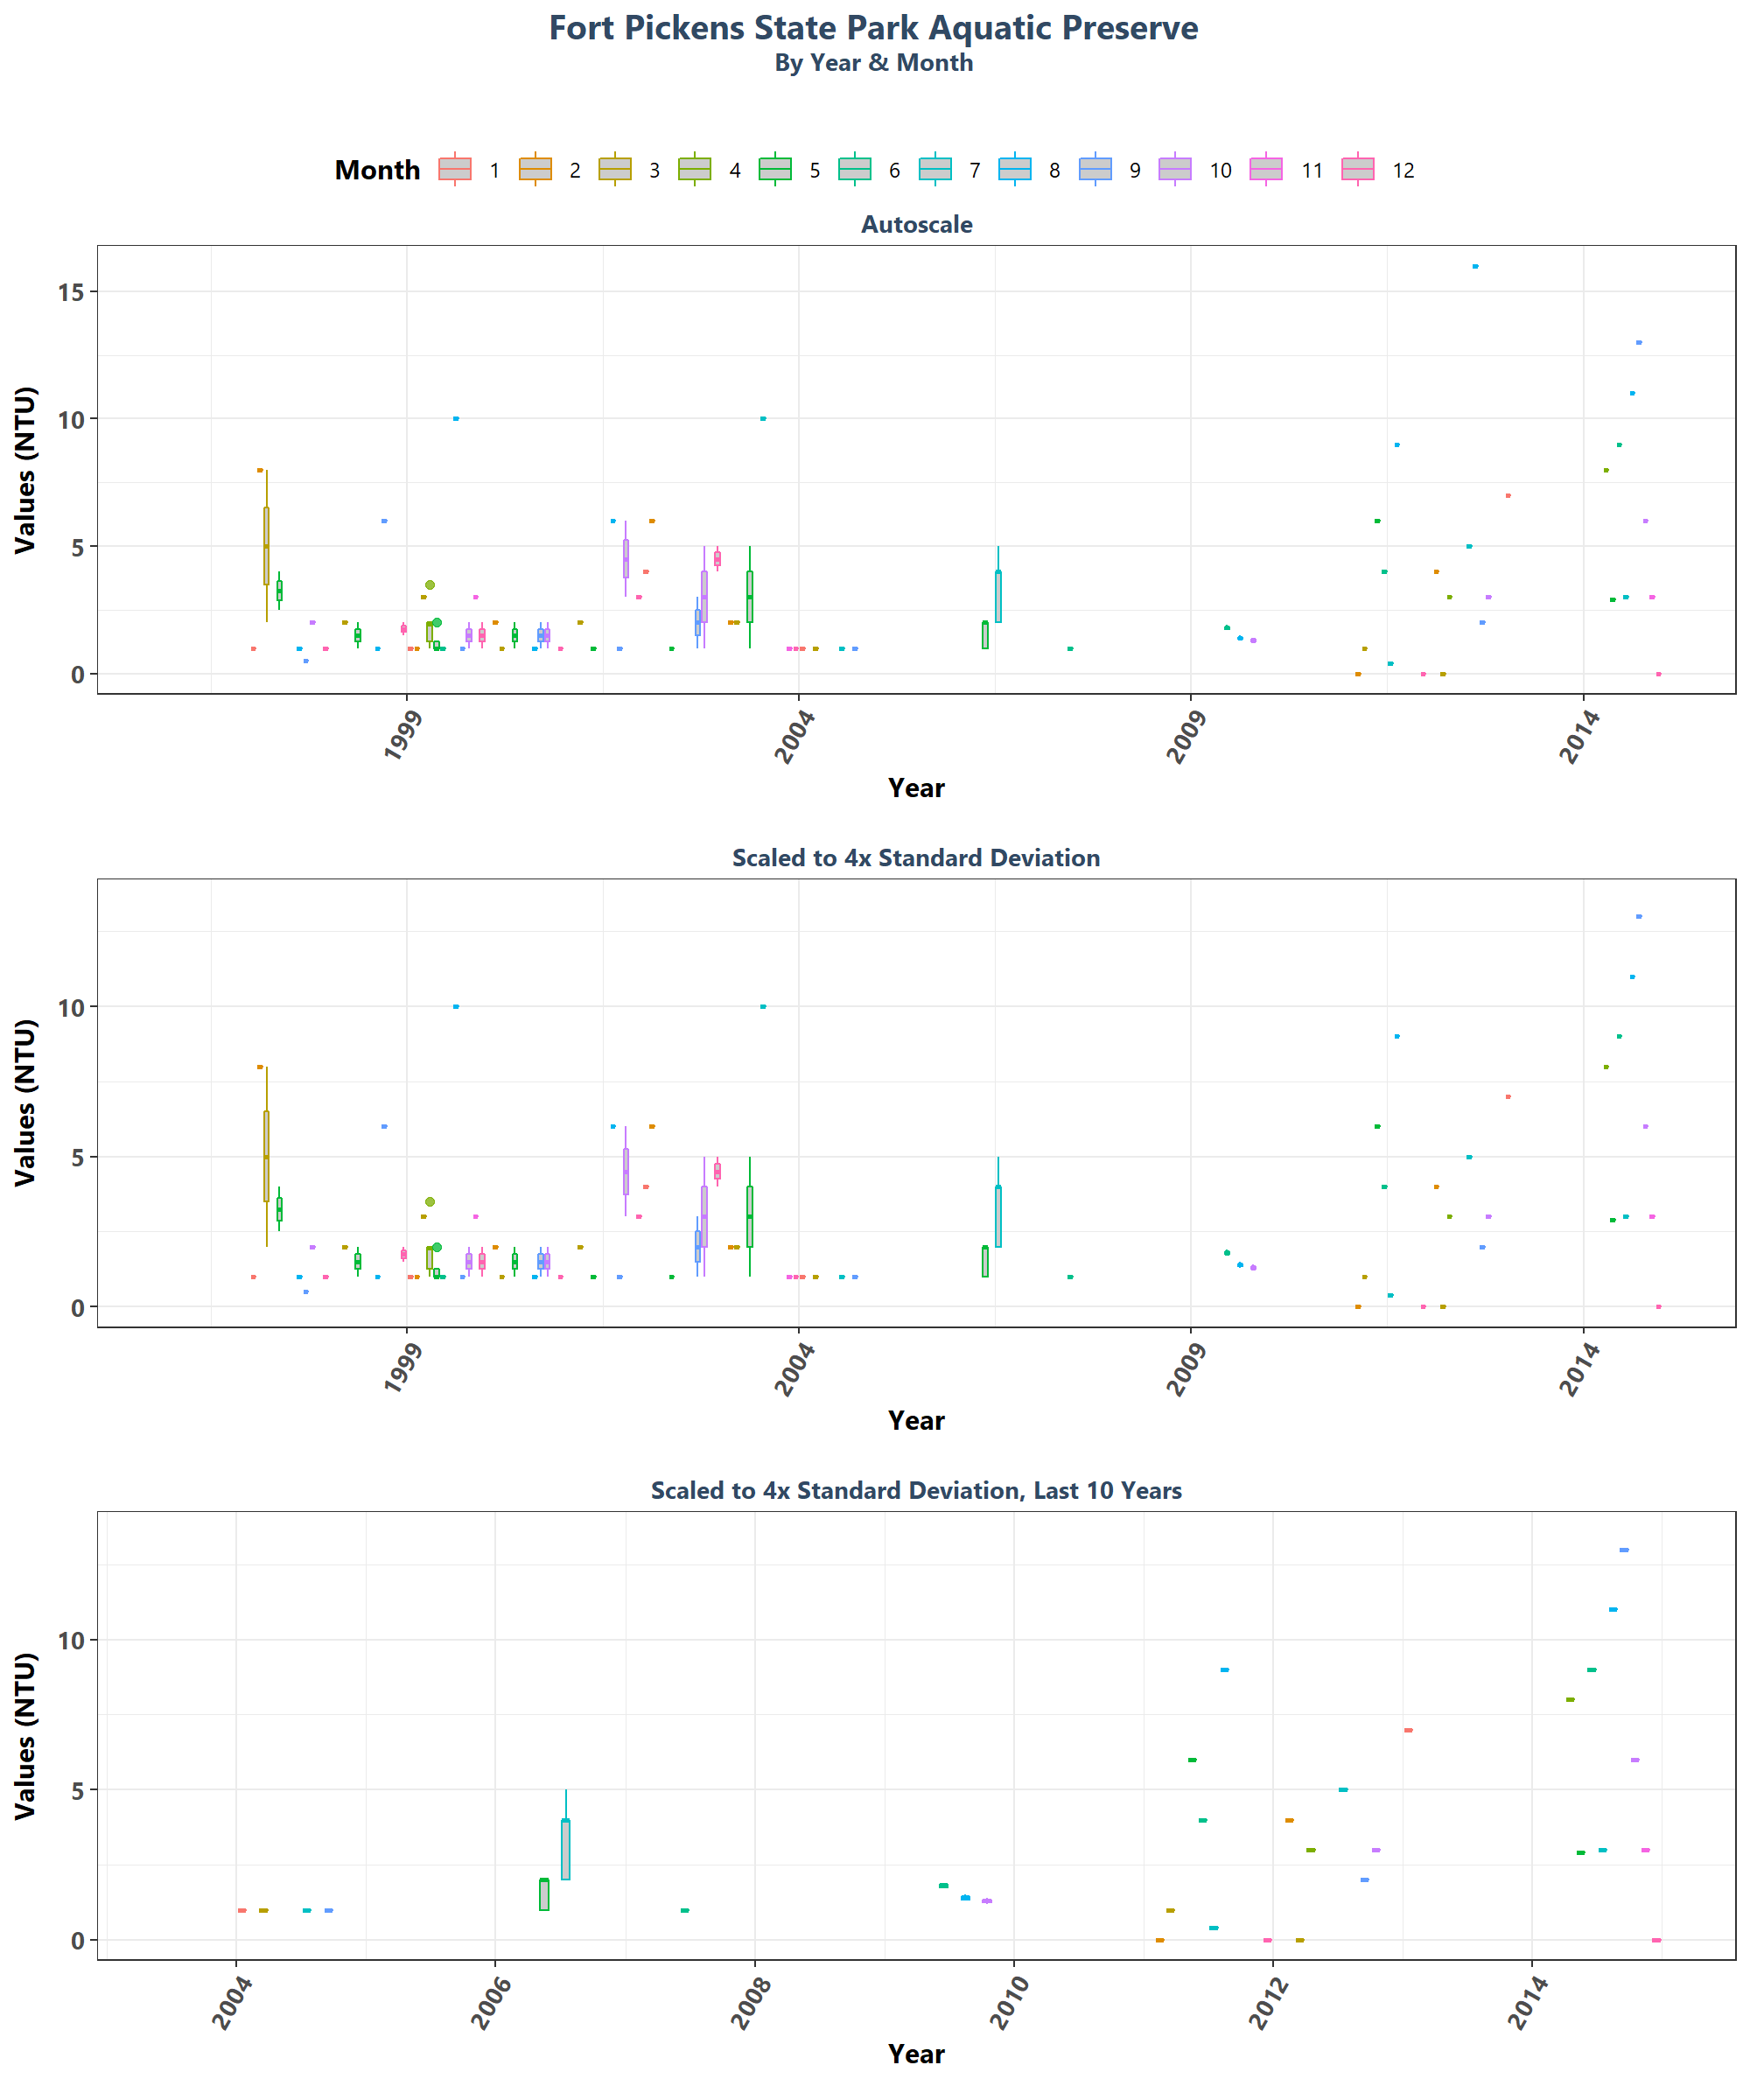 Fort Pickens State Park Aquatic Preserve
By Year & Month
Month 1 2 3 4 5 6 7 8 9 10 11 12
Autoscale
Values (NTU)
15
10
5
0
1999 2004 2009 2014
Year
Scaled to 4x Standard Deviation
Values (NTU)
10
5
0
1999 2004 2009 2014
Year
Scaled to 4x Standard Deviation, Last 10 Years
Values (NTU)
10
5
0
2004 2006 2008 2010 2012 2014
Year